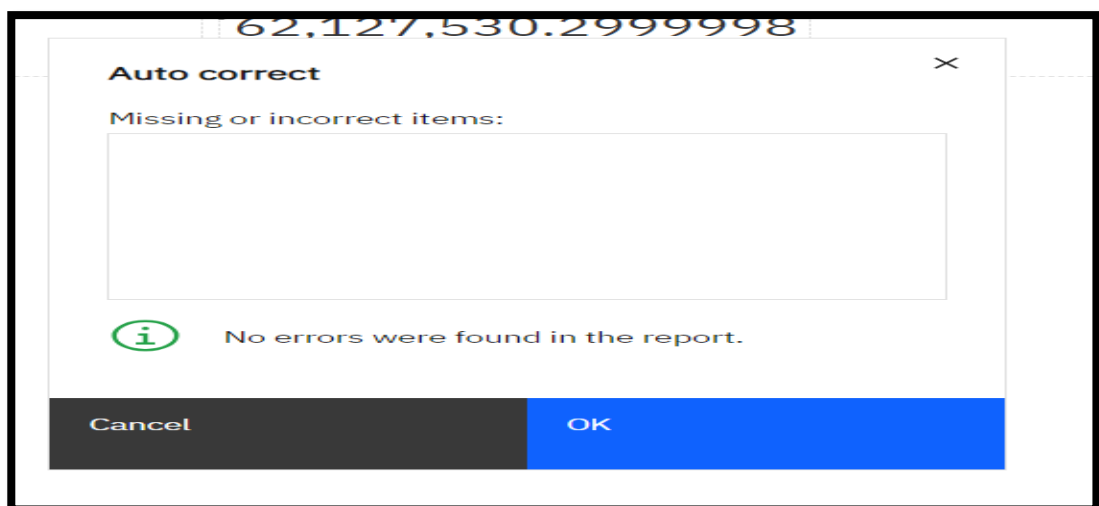 62,127,530.2999998
Auto correct
Missing or incorrect items:
No errors were found in the report.
Cancel
OK